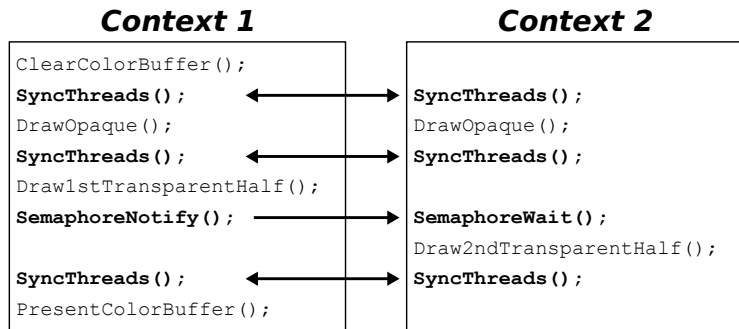 Context 1
ClearColorBuffer();
SyncThreads();
DrawOpaque();
SyncThreads();
Draw1stTransparentHalf();
SemaphoreNotify();
SyncThreads();
PresentColorBuffer();
Context 2
SyncThreads();
DrawOpaque();
SyncThreads();
SemaphoreWait();
Draw2ndTransparentHalf();
SyncThreads();